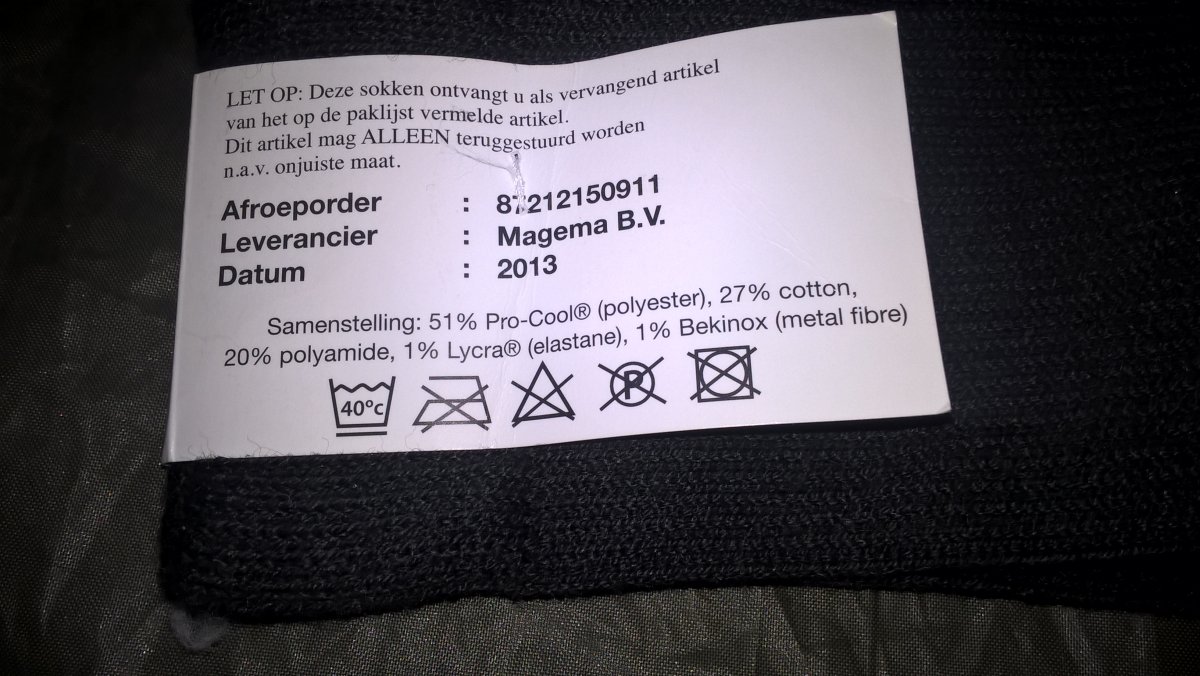 LET OP: Deze sokken ontvangt u als vervangend artikel
van het op de paklijst vermelde artikel.
Dit artikel mag ALLEEN teruggestuurd worden
n.a.v. onjuiste maat.
Afroeporder : 87212150911
Leverancier : Magema B.V.
Datum : 2013
Samenstelling: 51% Pro-Cool® (polyester), 27% cotton,
20% polyamide, 1% Lycra® (elastane), 1% Bekinox (metal fibre)
40ºc P